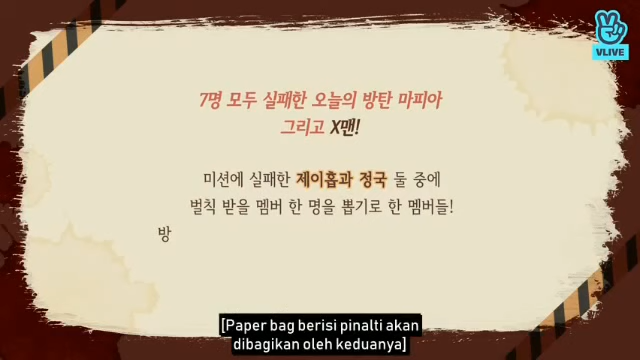 VLIVE
7명 모두 실패한 오늘의 방탄 마피아
그리고 X맨!
미션에 실패한 제이홉과 정국 둘 중에
벌칙 받을 멤버 한 명을 뽑기로 한 멤버들!
방
[Paper bag berisi pinalti akan
dibagikan oleh keduanya]